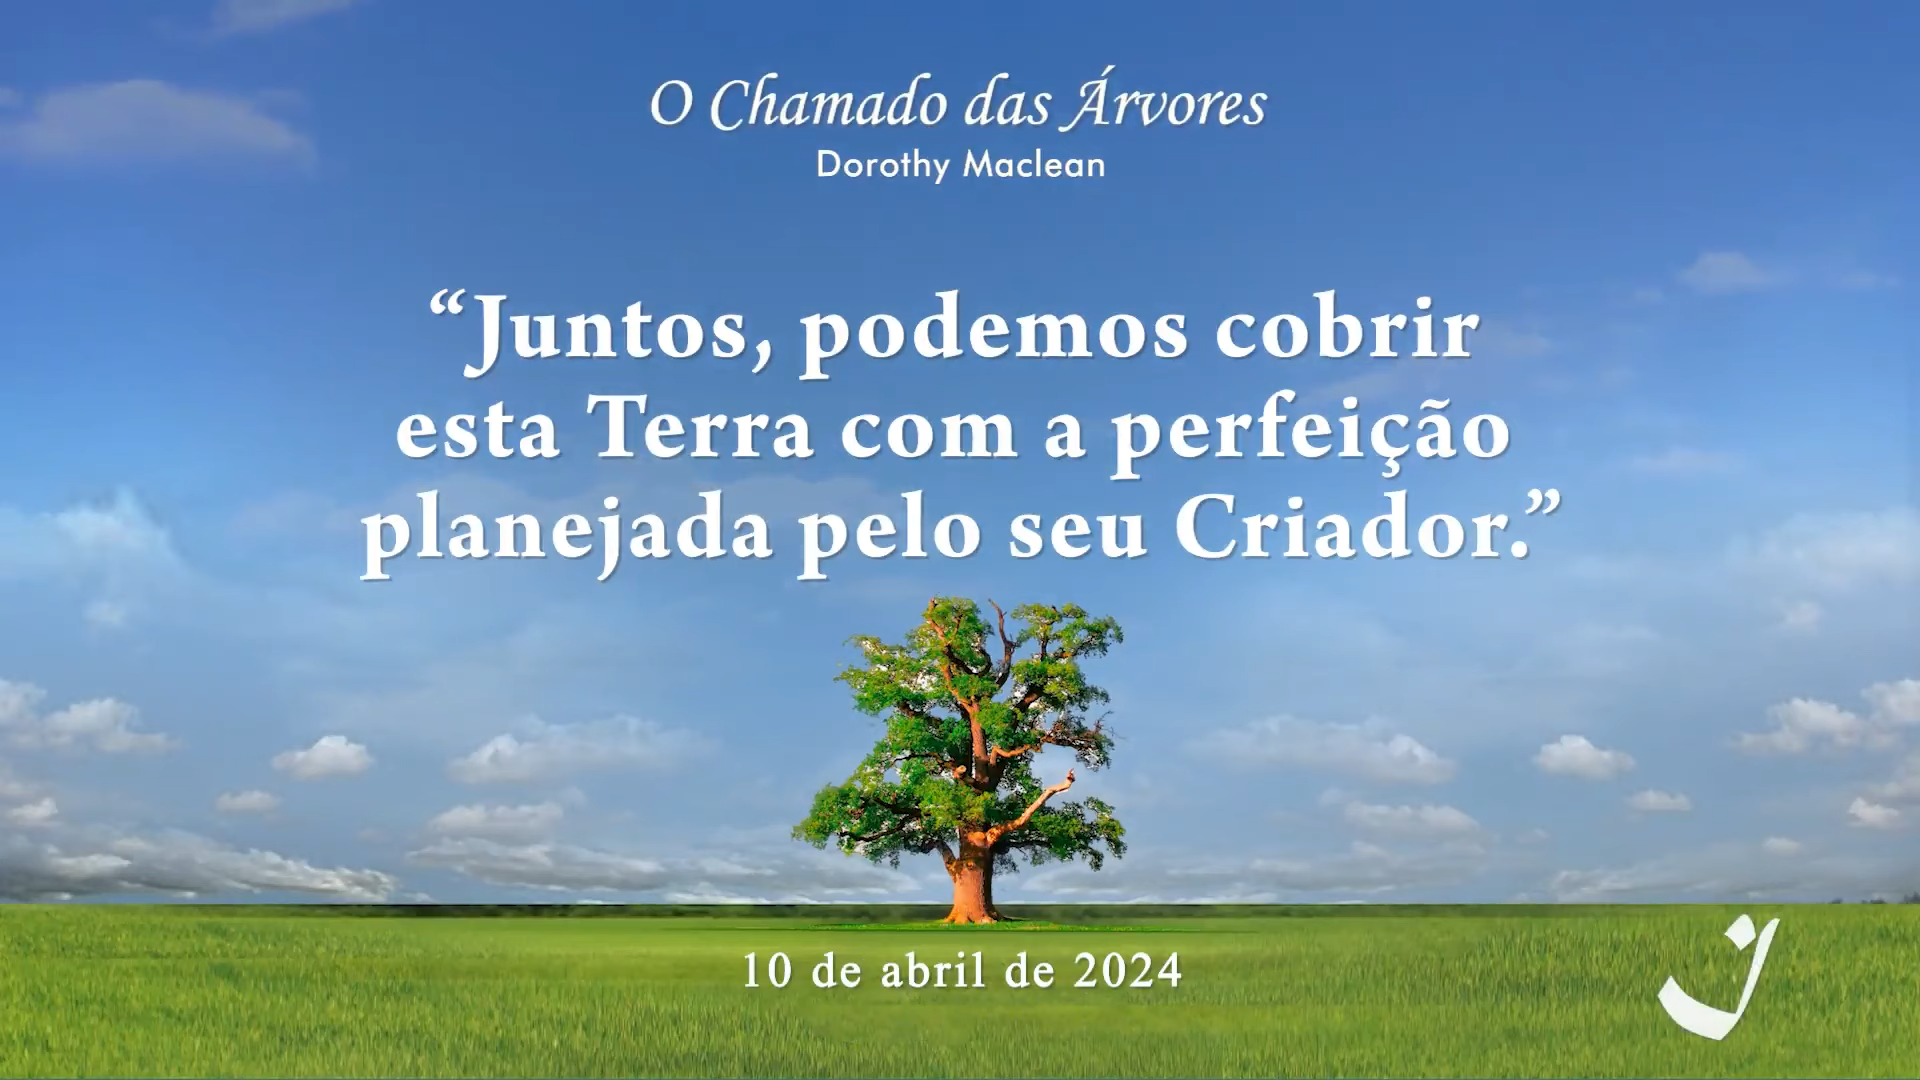 O Chamado das Árvores
Dorothy Maclean
“Juntos, podemos cobrir
esta Terra com a perfeição
planejada pelo seu Criador.”
10 de abril de 2024